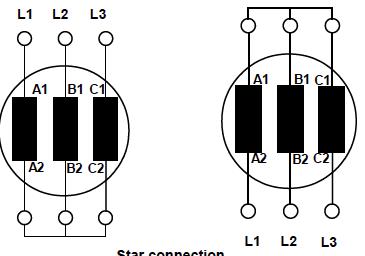 L1 L2 L3
A1 B1 C1
A2 B2 C2
A1 B1 C1
A2 B2 C2
L1 L2 L3
Star connection